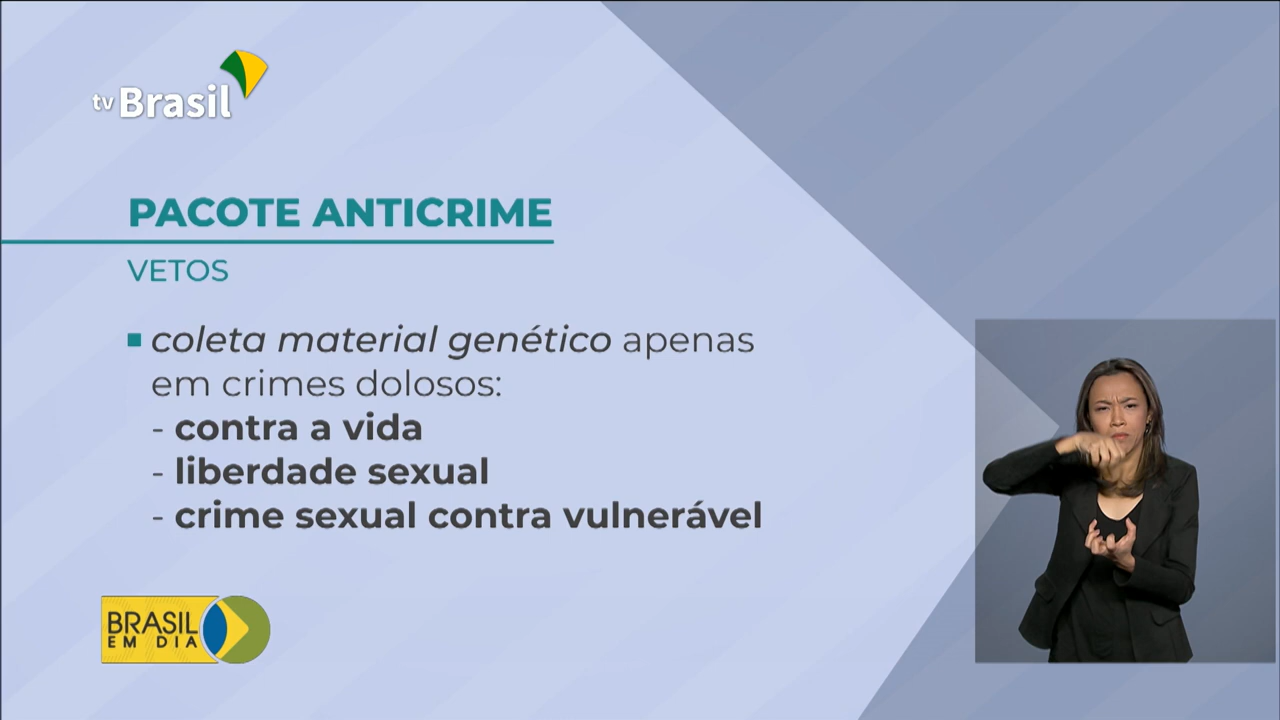 tv Brasil
PACOTE ANTICRIME
VETOS
coleta material genético apenas
em crimes dolosos:
- contra a vida
- liberdade sexual
- crime sexual contra vulnerável
BRASIL
EM DIA